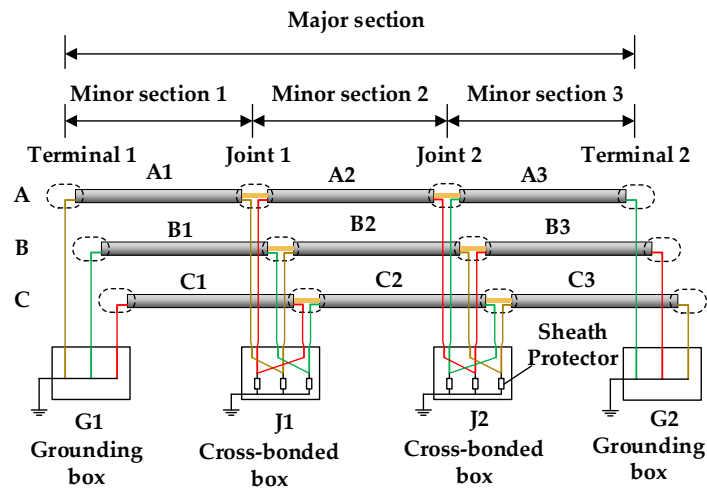 Major section
Minor section 1 Minor section 2 Minor section 3
Terminal 1 Joint 1 Joint 2 Terminal 2
A1 A2 A3
A
B1 B2 B3
B
C1 C2 C3
C
Sheath
Protector
G1 J1 J2 G2
Grounding Cross-bonded Cross-bonded Grounding
box box box box